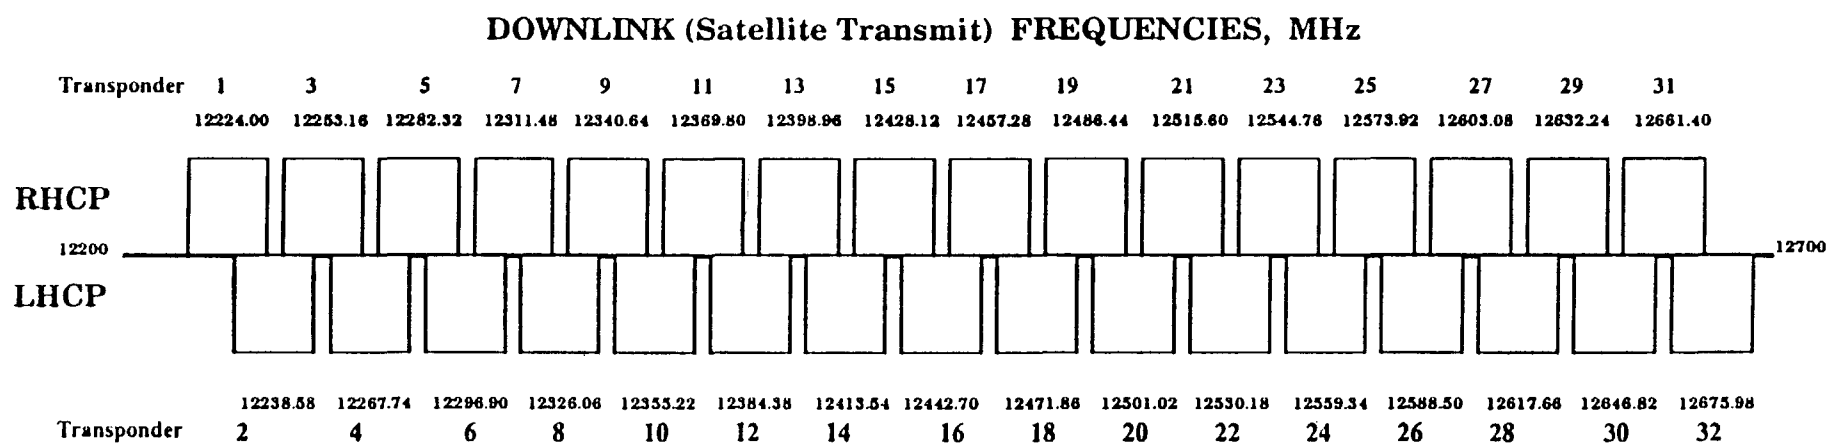 DOWNLINK (Satellite Transmit) FREQUENCIES, MHz
Transponder 1 3 5 7 9 11 13 15 17 19 21 23 25 27 29 31
12224.00 12253.16 12282.32 12311.48 12340.64 12369.80 12398.96 12428.12 12457.28 12486.44 12515.60 12544.76 12573.92 12603.08 12632.24 12661.40
RHCP
12200 12700
LHCP
12238.58 12267.74 12296.90 12326.06 12355.22 12384.38 12413.54 12442.70 12471.86 12501.02 12530.18 12559.34 12588.50 12617.66 12646.82 12675.98
Transponder 2 4 6 8 10 12 14 16 18 20 22 24 26 28 30 32